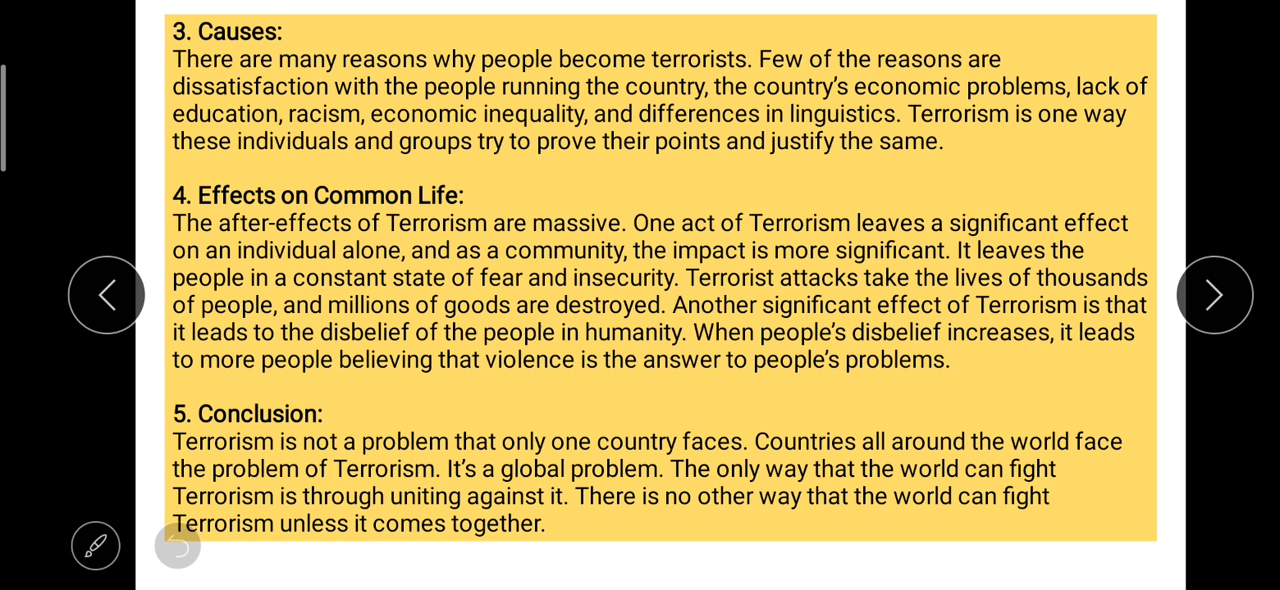 3. Causes:
There are many reasons why people become terrorists. Few of the reasons are
dissatisfaction with the people running the country, the country’s economic problems, lack of
education, racism, economic inequality, and differences in linguistics. Terrorism is one way
these individuals and groups try to prove their points and justify the same.
4. Effects on Common Life:
The after-effects of Terrorism are massive. One act of Terrorism leaves a significant effect
on an individual alone, and as a community, the impact is more significant. It leaves the
people in a constant state of fear and insecurity. Terrorist attacks take the lives of thousands
of people, and millions of goods are destroyed. Another significant effect of Terrorism is that
it leads to the disbelief of the people in humanity. When people’s disbelief increases, it leads
to more people believing that violence is the answer to people’s problems.
5. Conclusion:
Terrorism is not a problem that only one country faces. Countries all around the world face
the problem of Terrorism. It’s a global problem. The only way that the world can fight
Terrorism is through uniting against it. There is no other way that the world can fight
Terrorism unless it comes together.